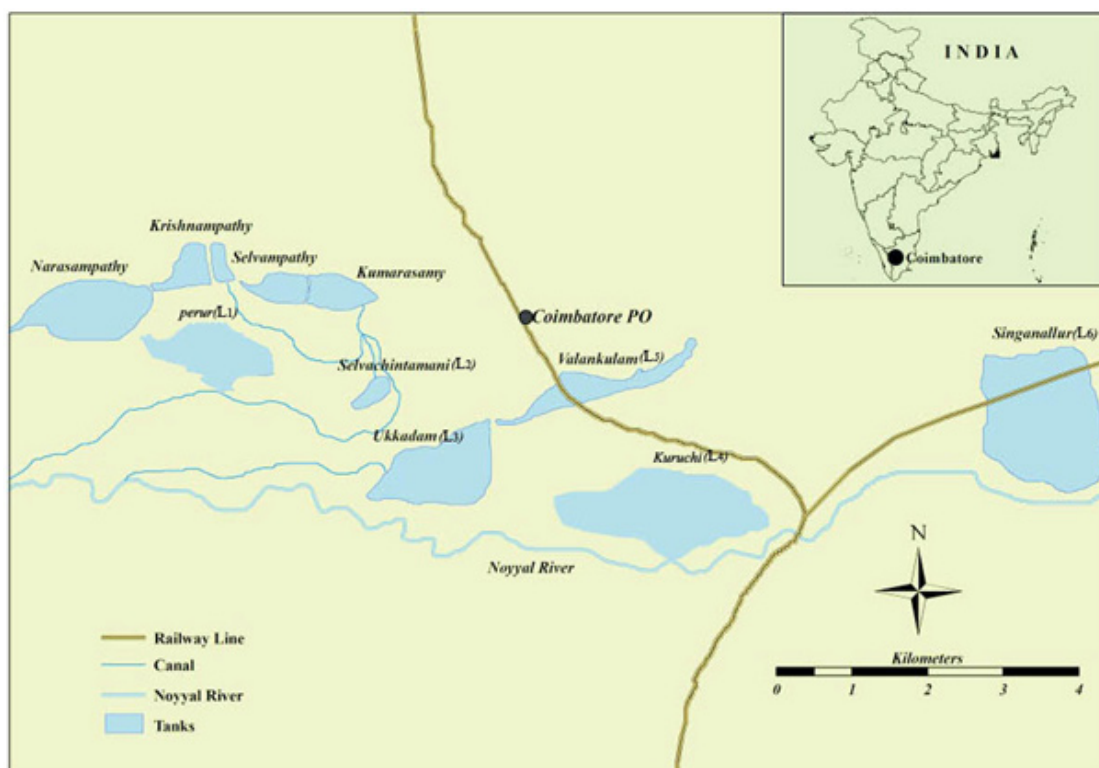 INDIA
Coimbatore
Krishnampathy
Selvampathy
Narasampathy
Kumarasamy
perur(L1)
Coimbatore PO
Singanallur(L6)
Valankulam(L5)
Selvachintamani(L2)
Ukkadam(L3)
Kuruchi(L4)
N
Noyyal River
Railway Line
Canal
Noyyal River
Tanks
Kilometers
0 1 2 3 4